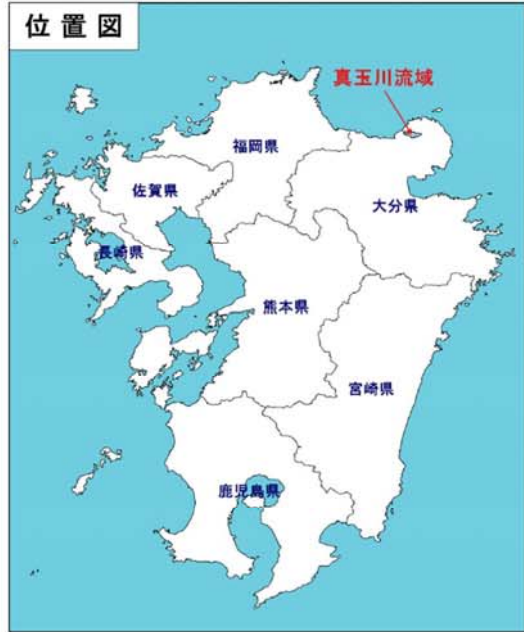 位置図
真玉川流域
福岡県
佐賀県
大分県
長崎県
熊本県
宮崎県
鹿児島県